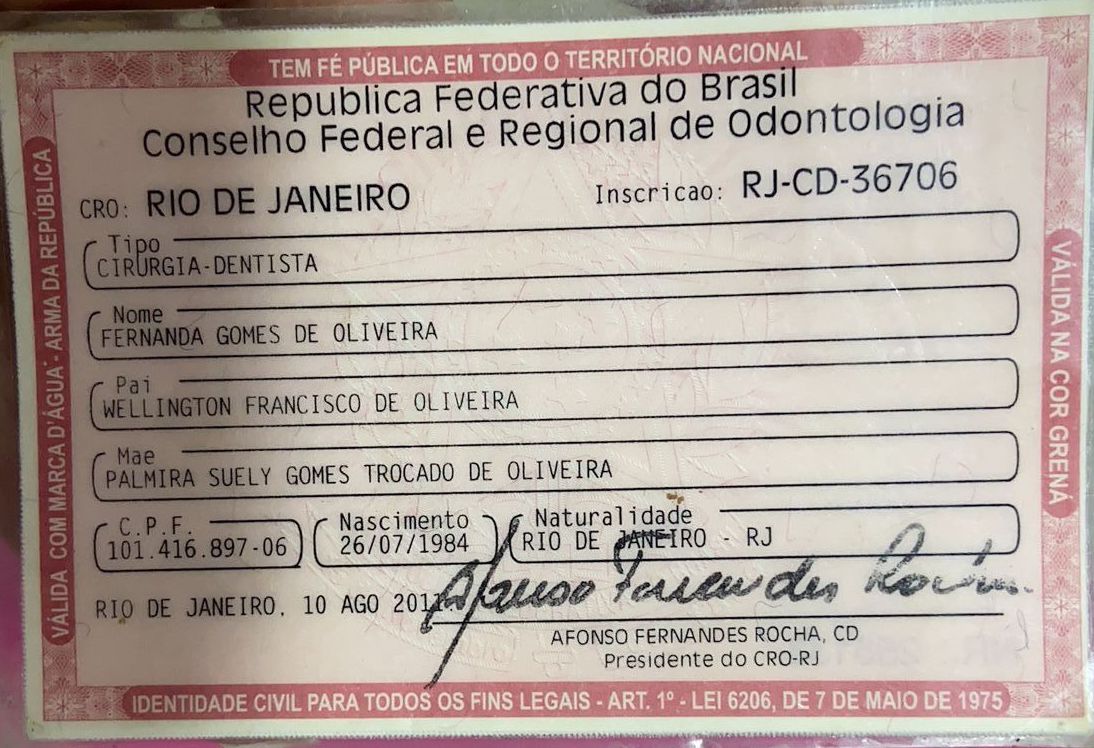 TEM FÉ PÚBLICA EM TODO O TERRITÓRIO NACIONAL
Republica Federativa do Brasil
Conselho Federal e Regional de Odontologia
CRO: RIO DE JANEIRO
Inscricao: RJ-CD-36706
Tipo
CIRURGIA-DENTISTA
Nome
FERNANDA GOMES DE OLIVEIRA
Pai
WELLINGTON FRANCISCO DE OLIVEIRA
Mae
PALMIRA SUELY GOMES TROCADO DE OLIVEIRA
C.P.F.
101.416.897-06
Nascimento
26/07/1984
Naturalidade
RIO DE JANEIRO - RJ
RIO DE JANEIRO, 10 AGO
Afonso Fernandes Rocha
AFONSO FERNANDES ROCHA, CD
Presidente do CRO-RJ
IDENTIDADE CIVIL PARA TODOS OS FINS LEGAIS - ART. 1º - LEI 6206, DE 7 DE MAIO DE 1975
VÁLIDA COM MARCA D'ÁGUA - ARMA DA REPÚBLICA
VÁLIDA NA COR GRENÁ